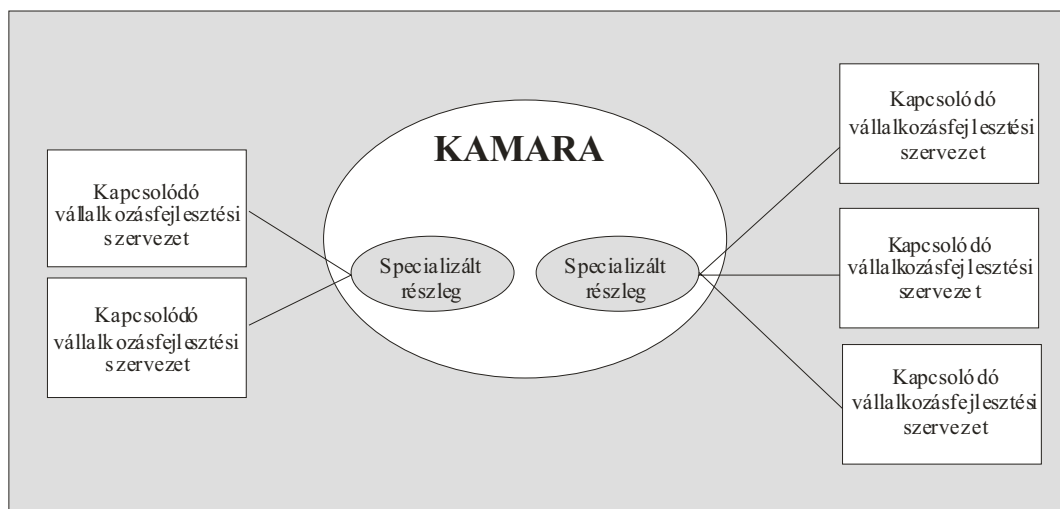 KAMARA
Kapcsolódó
vállalkozásfejlesztési
szervezet
Kapcsolódó
vállalkozásfejlesztési
szervezet
Specializált
részleg
Specializált
részleg
Kapcsolódó
vállalkozásfejlesztési
szervezet
Kapcsolódó
vállalkozásfejlesztési
szervezet
Kapcsolódó
vállalkozásfejlesztési
szervezet